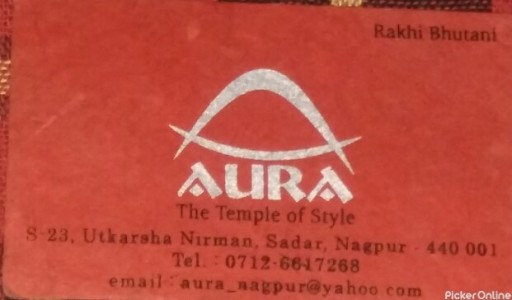 Rakhi Bhutani
AURA
The Temple of Style
S-23, Utkarsha Nirman, Sadar, Nagpur - 440 001
Tel. : 0712-6617268
email : aura_nagpur@yahoo.com
PickerOnline